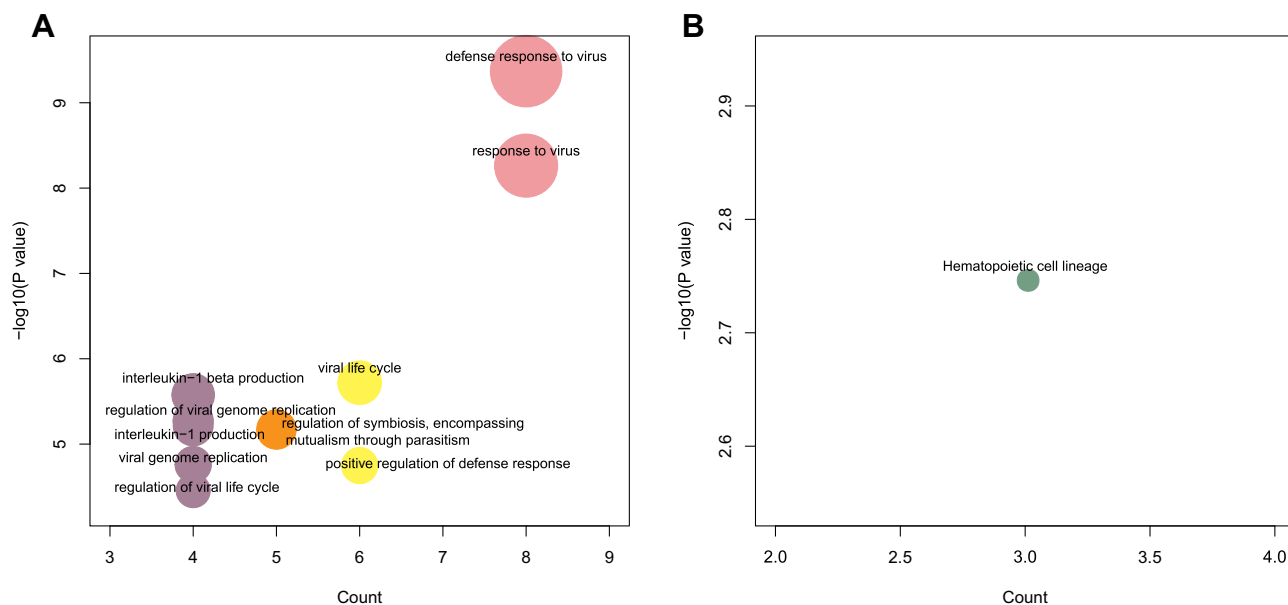 A
defense response to virus
response to virus
viral life cycle
interleukin−1 beta production
regulation of viral genome replication
regulation of symbiosis, encompassing
mutualism through parasitism
interleukin−1 production
viral genome replication
positive regulation of defense response
regulation of viral life cycle
−log10(P value)
9
8
7
6
5
3 4 5 6 7 8 9
Count
B
Hematopoietic cell lineage
−log10(P value)
2.9
2.8
2.7
2.6
2.0 2.5 3.0 3.5 4.0
Count